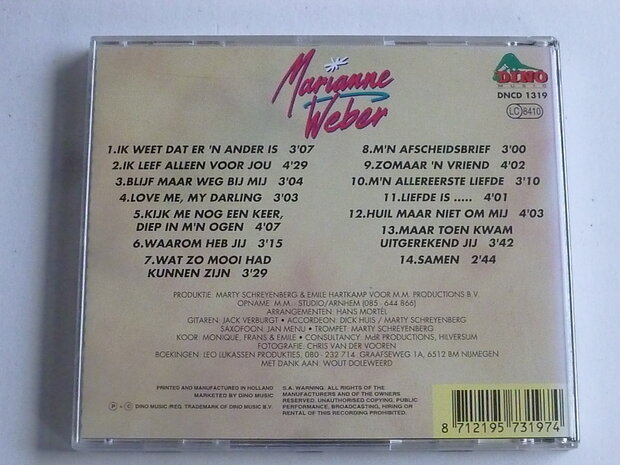 Marianne
Weber
DINO
MUSIC
DNCD 1319
LC 8410
1.IK WEET DAT ER 'N ANDER IS 3'07
2.IK LEEF ALLEEN VOOR JOU 4'29
3.BLIJF MAAR WEG BIJ MIJ 3'04
4.LOVE ME, MY DARLING 3'03
5.KIJK ME NOG EEN KEER,
DIEP IN M'N OGEN 4'07
6.WAAROM HEB JIJ 3'15
7.WAT ZO MOOI HAD
KUNNEN ZIJN 3'29
8.M'N AFSCHEIDSBRIEF 3'00
9.ZOMAAR 'N VRIEND 4'02
10.M'N ALLEREERSTE LIEFDE 3'10
11.LIEFDE IS ..... 4'01
12.HUIL MAAR NIET OM MIJ 4'03
13.MAAR TOEN KWAM
UITGEREKEND JIJ 3'42
14.SAMEN 2'44
PRODUKTIE: MARTY SCHREYENBERG & EMILE HARTKAMP VOOR M.M. PRODUCTIONS B.V.
OPNAME: M.M. STUDIO/ARNHEM (085 - 644 866)
ARRANGEMENTEN: HANS MORTEL
GITAREN: JACK VERBURGT • ACCORDEON: DICK HUIS / MARTY SCHREYENBERG
SAXOFOON: JAN MENU • TROMPET: MARTY SCHREYENBERG
KOOR: MONIQUE, FRANS & EMILE • CONSULTANCY: MdR PRODUCTIONS, HILVERSUM
FOTOGRAFIE: CHRIS VAN DER VOOREN
BOEKINGEN: LEO LUKASSEN PRODUKTIES, 080 - 232 714. GRAAFSEWEG 1A, 6512 BM NIJMEGEN
MET DANK AAN: WOUT DOLEWEERD
PRINTED AND MANUFACTURED IN HOLLAND
MARKETED BY DINO MUSIC
P + C DINO MUSIC REG. TRADEMARK OF DINO MUSIC B.V.
S.A. WARNING: ALL RIGHTS OF THE
MANUFACTURERS AND OF THE OWNERS
RESERVED. UNAUTHORISED COPYING, PUBLIC
PERFORMANCE, BROADCASTING, HIRING OR
RENTAL OF THIS RECORDING PROHIBITED.
8 712195 731974